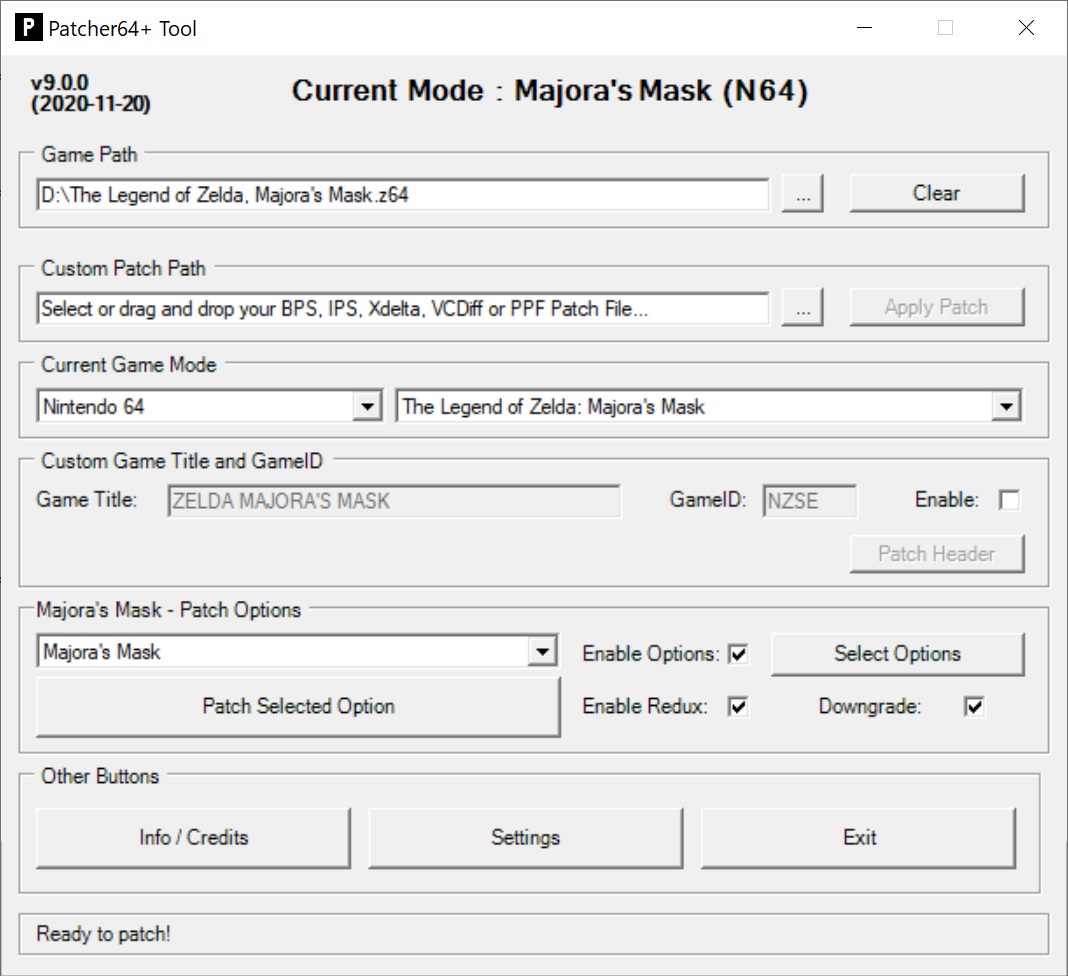 P Patcher64+ Tool
v9.0.0
(2020-11-20)
Current Mode : Majora's Mask (N64)
Game Path
D:\The Legend of Zelda, Majora's Mask.z64
...
Clear
Custom Patch Path
Select or drag and drop your BPS, IPS, Xdelta, VCDiff or PPF Patch File...
...
Apply Patch
Current Game Mode
Nintendo 64
The Legend of Zelda: Majora's Mask
Custom Game Title and GameID
Game Title:
ZELDA MAJORA'S MASK
GameID:
NZSE
Enable:
Patch Header
Majora's Mask - Patch Options
Majora's Mask
Enable Options:
Select Options
Patch Selected Option
Enable Redux:
Downgrade:
Other Buttons
Info / Credits
Settings
Exit
Ready to patch!